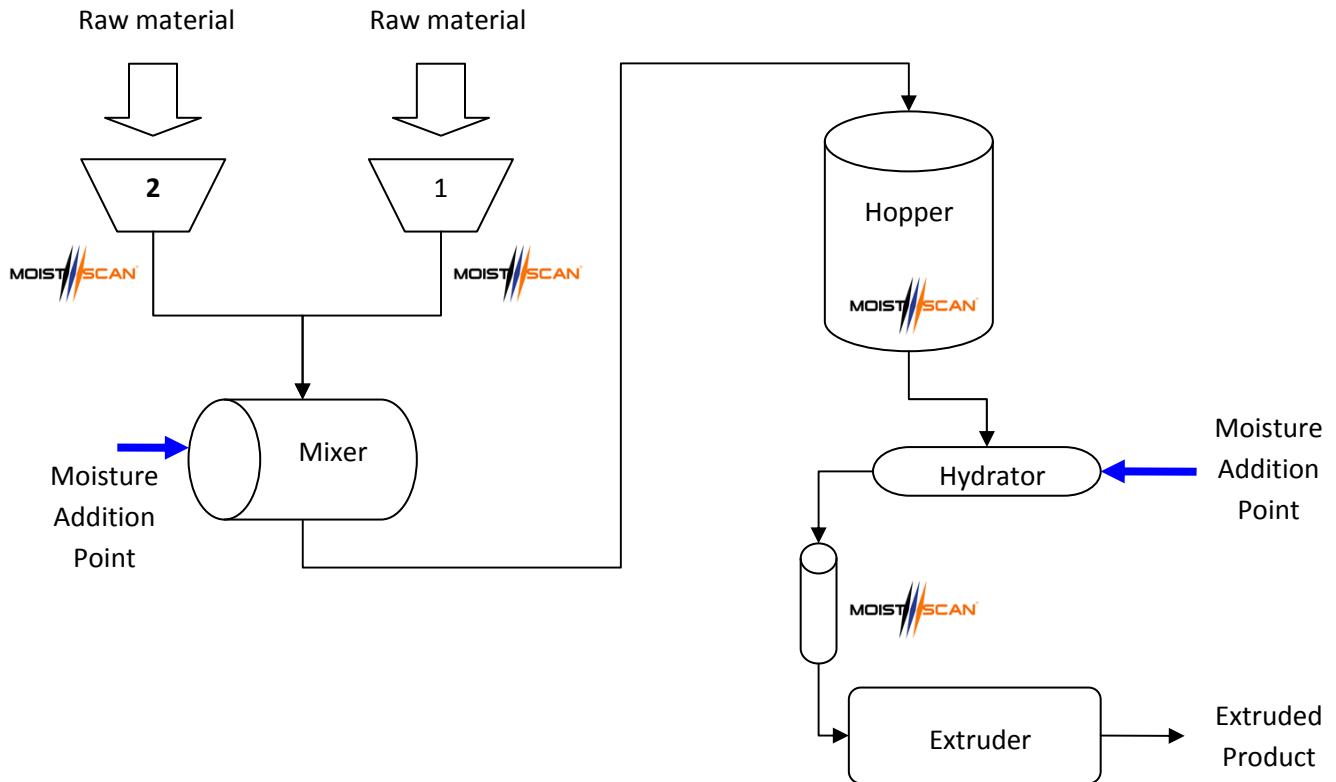 Raw material
Raw material
2
1
MOIST SCAN
MOIST SCAN
Hopper
MOIST SCAN
Mixer
Moisture
Addition
Point
Hydrator
Moisture
Addition
Point
MOIST SCAN
Extruder
Extruded
Product